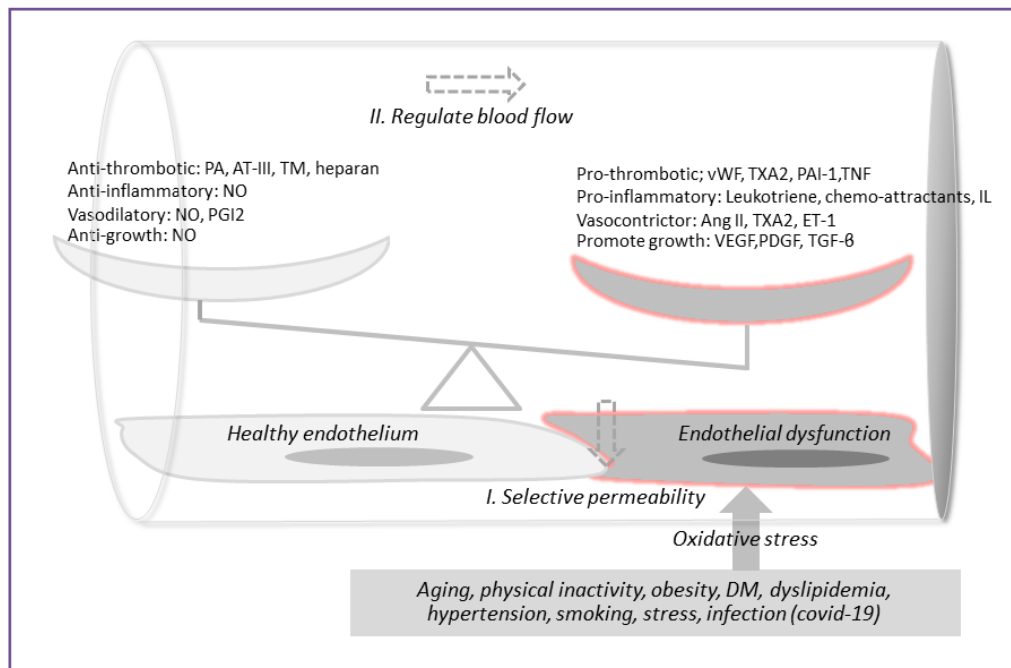 II. Regulate blood flow
Anti-thrombotic: PA, AT-III, TM, heparan
Anti-inflammatory: NO
Vasodilatory: NO, PGI2
Anti-growth: NO
Pro-thrombotic; vWF, TXA2, PAI-1,TNF
Pro-inflammatory: Leukotriene, chemo-attractants, IL
Vasocontrictor: Ang II, TXA2, ET-1
Promote growth: VEGF,PDGF, TGF-β
Healthy endothelium
Endothelial dysfunction
I. Selective permeability
Oxidative stress
Aging, physical inactivity, obesity, DM, dyslipidemia,
hypertension, smoking, stress, infection (covid-19)